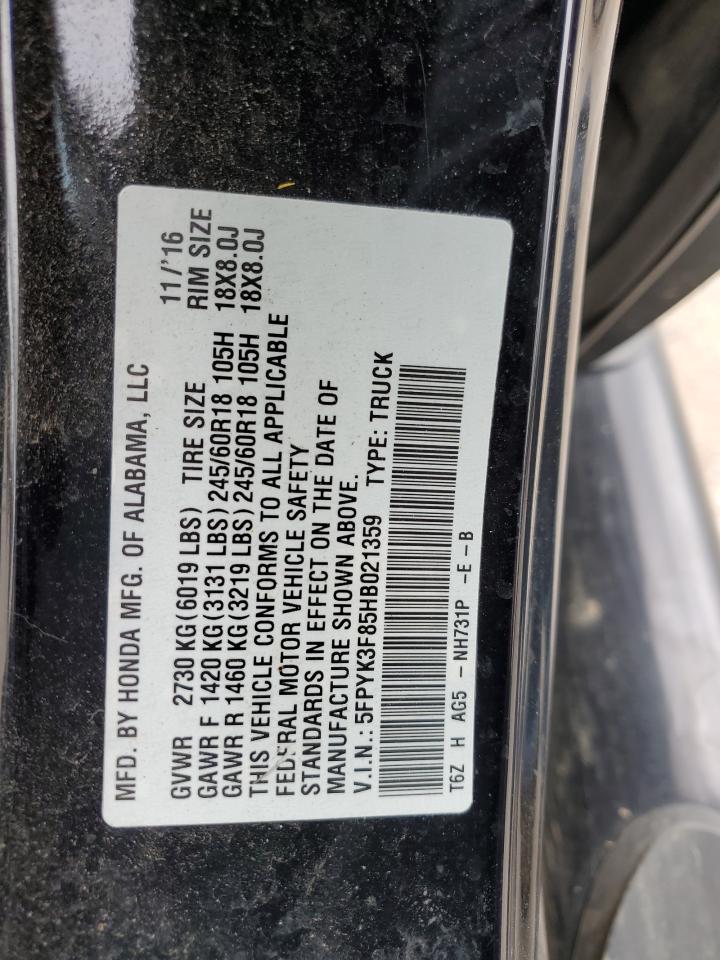 MFD. BY HONDA MFG. OF ALABAMA, LLC 11/'16
GVWR 2730 KG(6019 LBS) TIRE SIZE RIM SIZE
GAWR F 1420 KG(3131 LBS)245/60R18 105H 18X8.0J
GAWR R 1460 KG(3219 LBS)245/60R18 105H 18X8.0J
THIS VEHICLE CONFORMS TO ALL APPLICABLE
FEDERAL MOTOR VEHICLE SAFETY
STANDARDS IN EFFECT ON THE DATE OF
MANUFACTURE SHOWN ABOVE.
V.I.N.: 5FPYK3F85HB021359 TYPE: TRUCK
T6Z H AG5 - NH731P -E-B